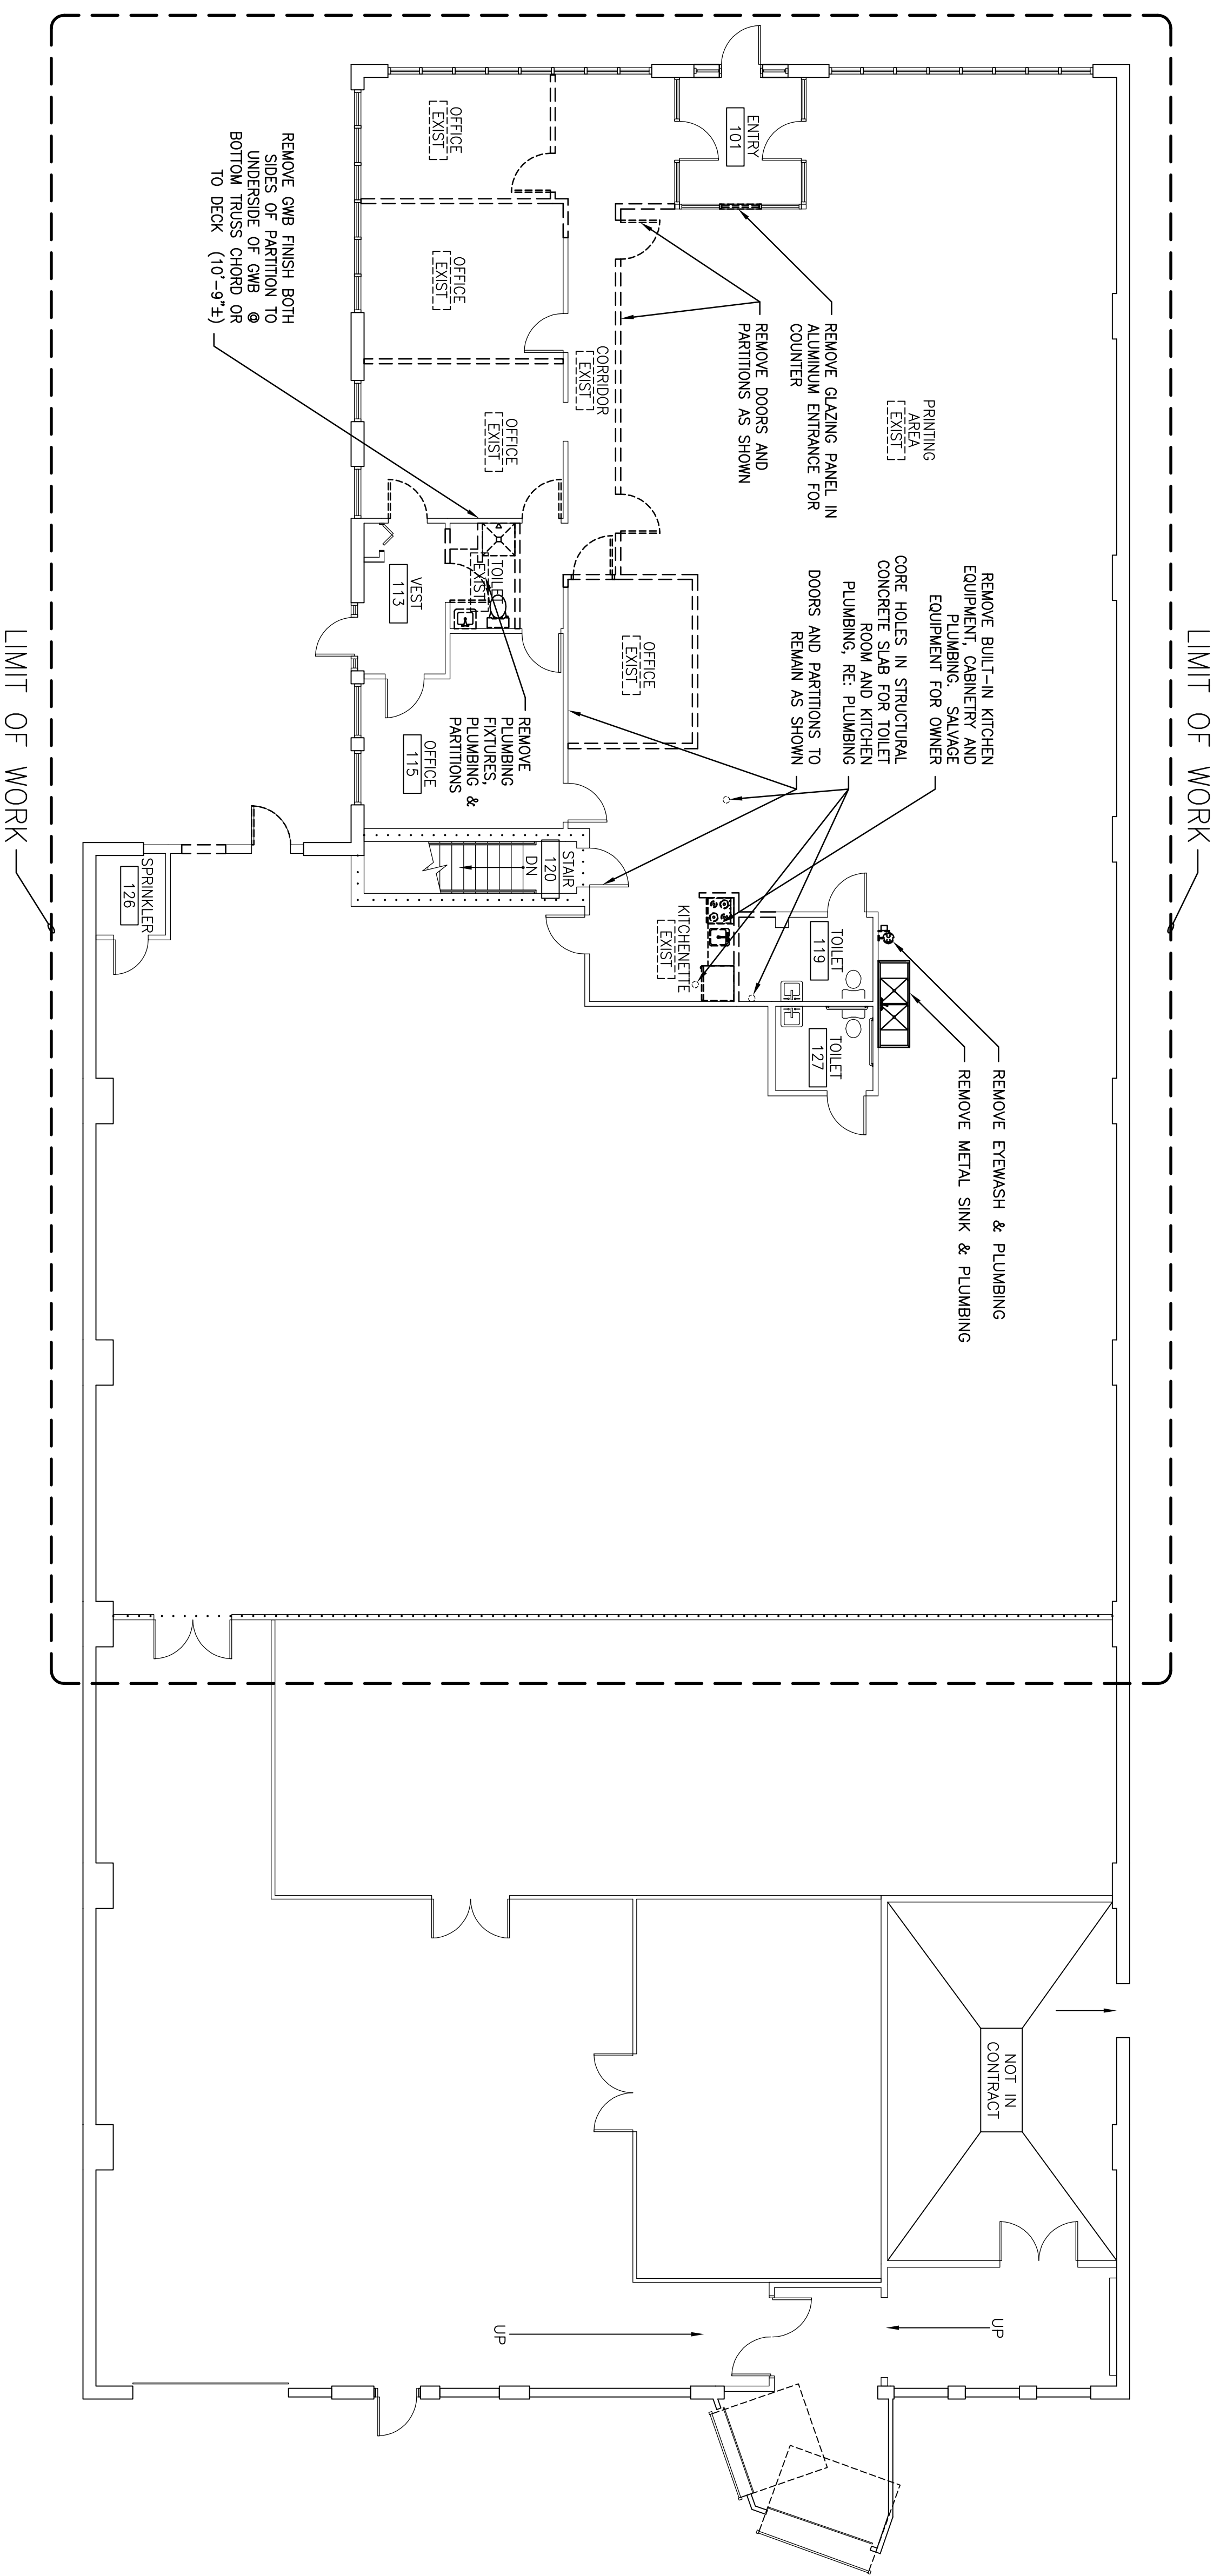 LIMIT OF WORK
REMOVE EYEWASH & PLUMBING
REMOVE METAL SINK & PLUMBING
REMOVE BUILT-IN KITCHEN
EQUIPMENT, CABINETRY AND
PLUMBING. SALVAGE
EQUIPMENT FOR OWNER
CORE HOLES IN STRUCTURAL
CONCRETE SLAB FOR TOILET
ROOM AND KITCHEN
PLUMBING, RE: PLUMBING
DOORS AND PARTITIONS TO
REMAIN AS SHOWN
PRINTING
AREA
EXIST
REMOVE GLAZING PANEL IN
ALUMINUM ENTRANCE FOR
COUNTER
REMOVE DOORS AND
PARTITIONS AS SHOWN
ENTRY
101
CORRIDOR
EXIST
OFFICE
EXIST
OFFICE
EXIST
OFFICE
EXIST
OFFICE
EXIST
TOILET
EXIST
VEST
113
REMOVE
PLUMBING
FIXTURES,
PLUMBING &
PARTITIONS
OFFICE
115
STAIR
120
DN
KITCHENETTE
EXIST
TOILET
119
TOILET
127
SPRINKLER
126
REMOVE GWB FINISH BOTH
SIDES OF PARTITION TO
UNDERSIDE OF GWB @
BOTTOM TRUSS CHORD OR
TO DECK (10'-9"±)
NOT IN
CONTRACT
UP
UP
LIMIT OF WORK